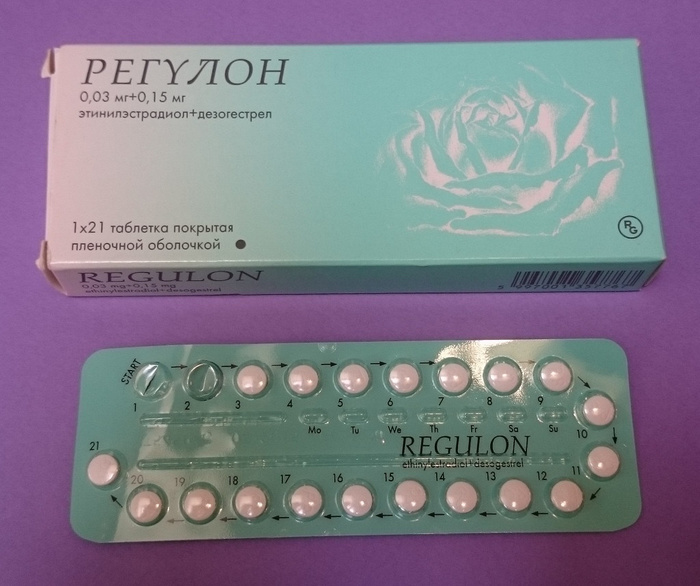 РЕГУЛОН
0,03 мг+0,15 мг
этинилэстрадиол+дезогестрел
1x21 таблетка покрытая
пленочной оболочкой
RG
REGULON
0,03 mg+0,15 mg
ethinylestradiol+desogestrel
START
1 2 3 4 5 6 7 8 9
Mo Tu We Th Fr Sa Su
10
REGULON
ethinylestradiol+desogestrel
21
20 19 18 17 16 15 14 13 12 11